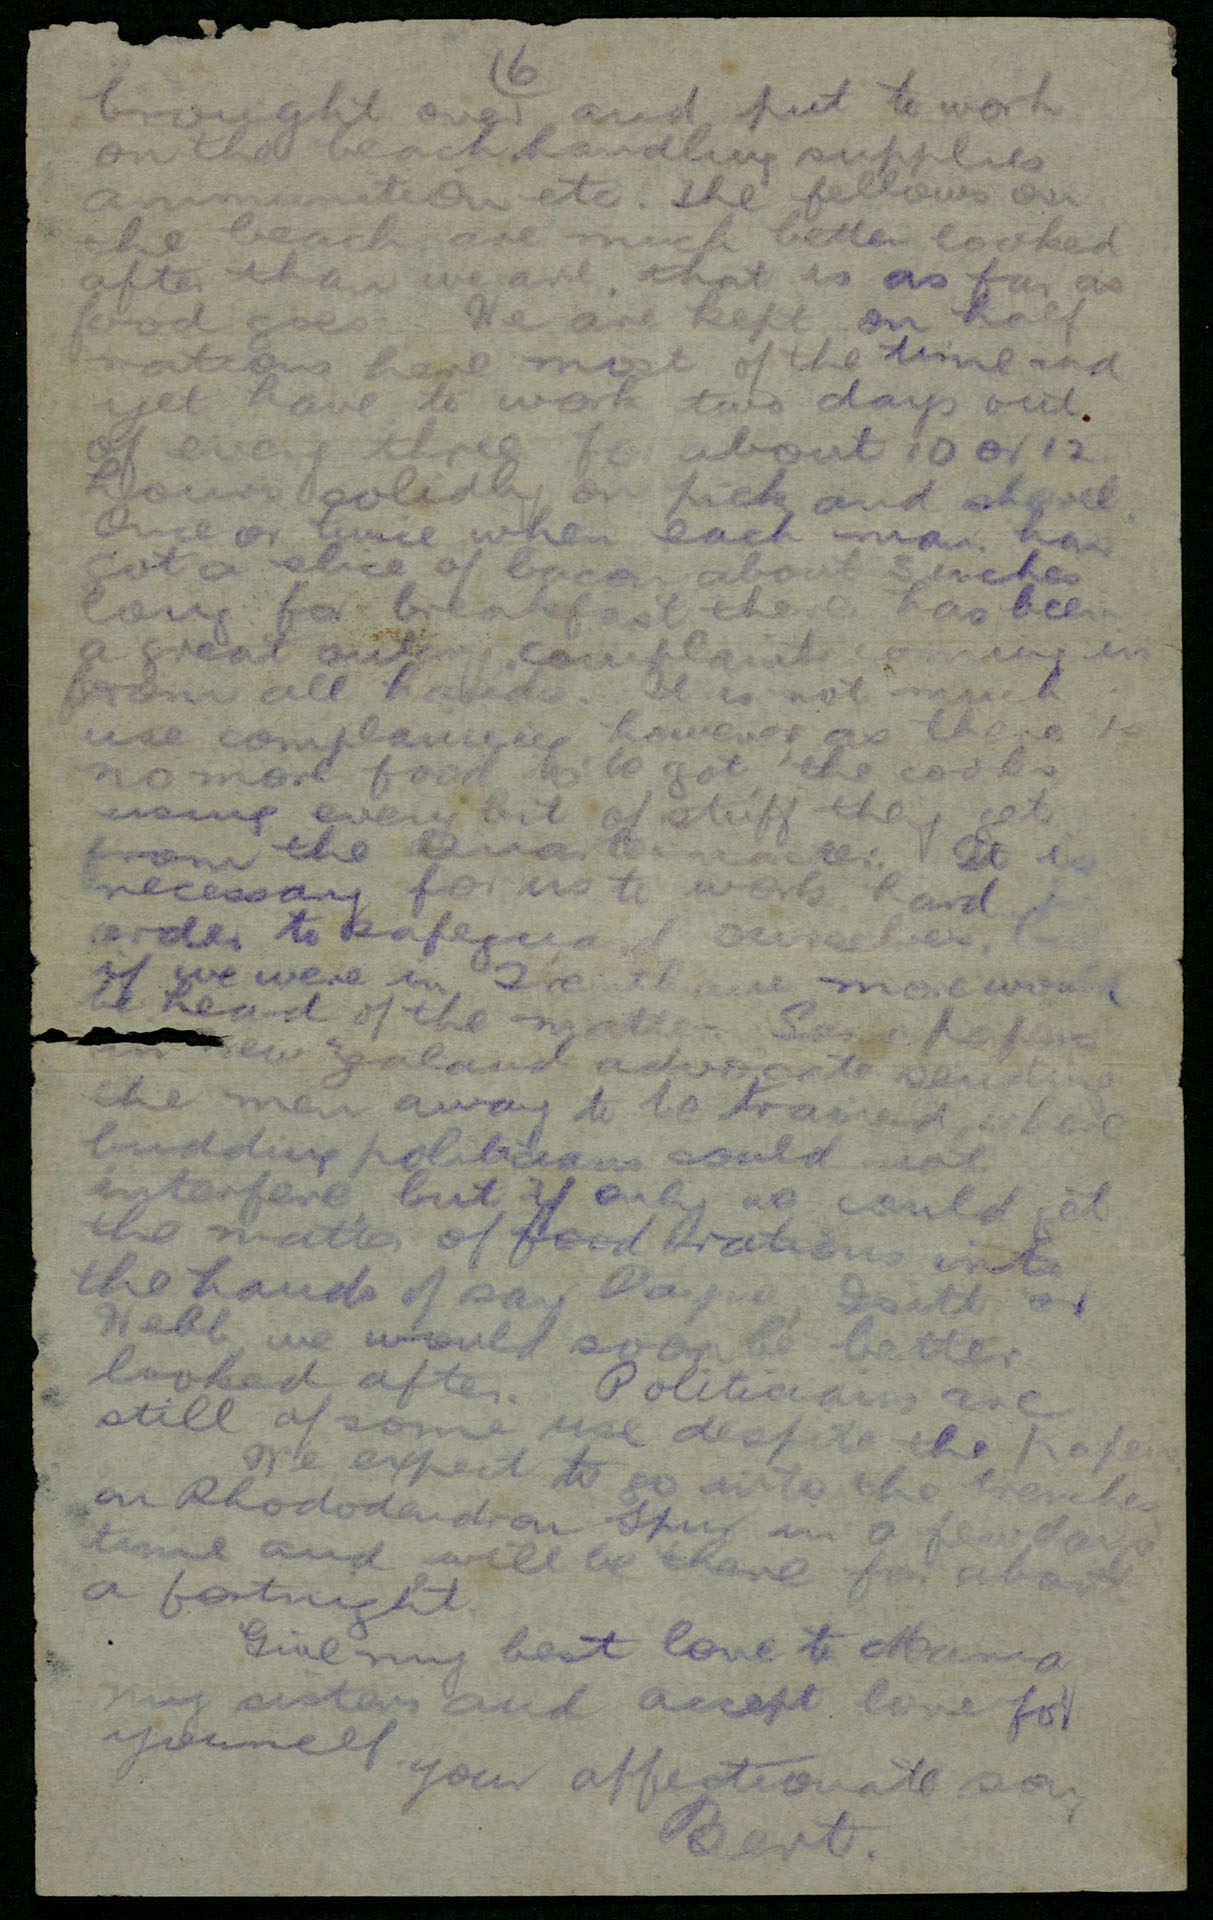 (6
brought over and put to work
on the beach handling supplies
ammunition etc. The fellows on
the beach are much better looked
after than we are, that is as far as
food goes. We are kept on half
rations here most of the time and
yet have to work two days out
of every three for about 10 or 12
hours solidly on pick and shovel.
Once or twice when each man has
got a slice of bacon about 3 inches
long for breakfast there has been
a great outcry, complaints coming in
from all hands. It is not much
use complaining however as there is
no more food to be got, the cooks
using every bit of stuff they get
from the Quartermaster. It is
necessary for us to work hard in
order to safeguard ourselves,
if we were in Trentham more would
be heard of the matter. Some papers
in New Zealand advocate sending
the men away to be trained where
budding politicians could not
interfere, but if only we could get
the matter of food rations into
the hands of say Payne, Isitt or
Webb we would soon be better
looked after. Politicians are
still of some use despite the papers.
We expect to go into the trenches
on Rhododendron Spur in a few days
time and will be there for about
a fortnight.
Give my best love to Mama
my sisters and accept love for
yourself.
your affectionate son,
Bert.